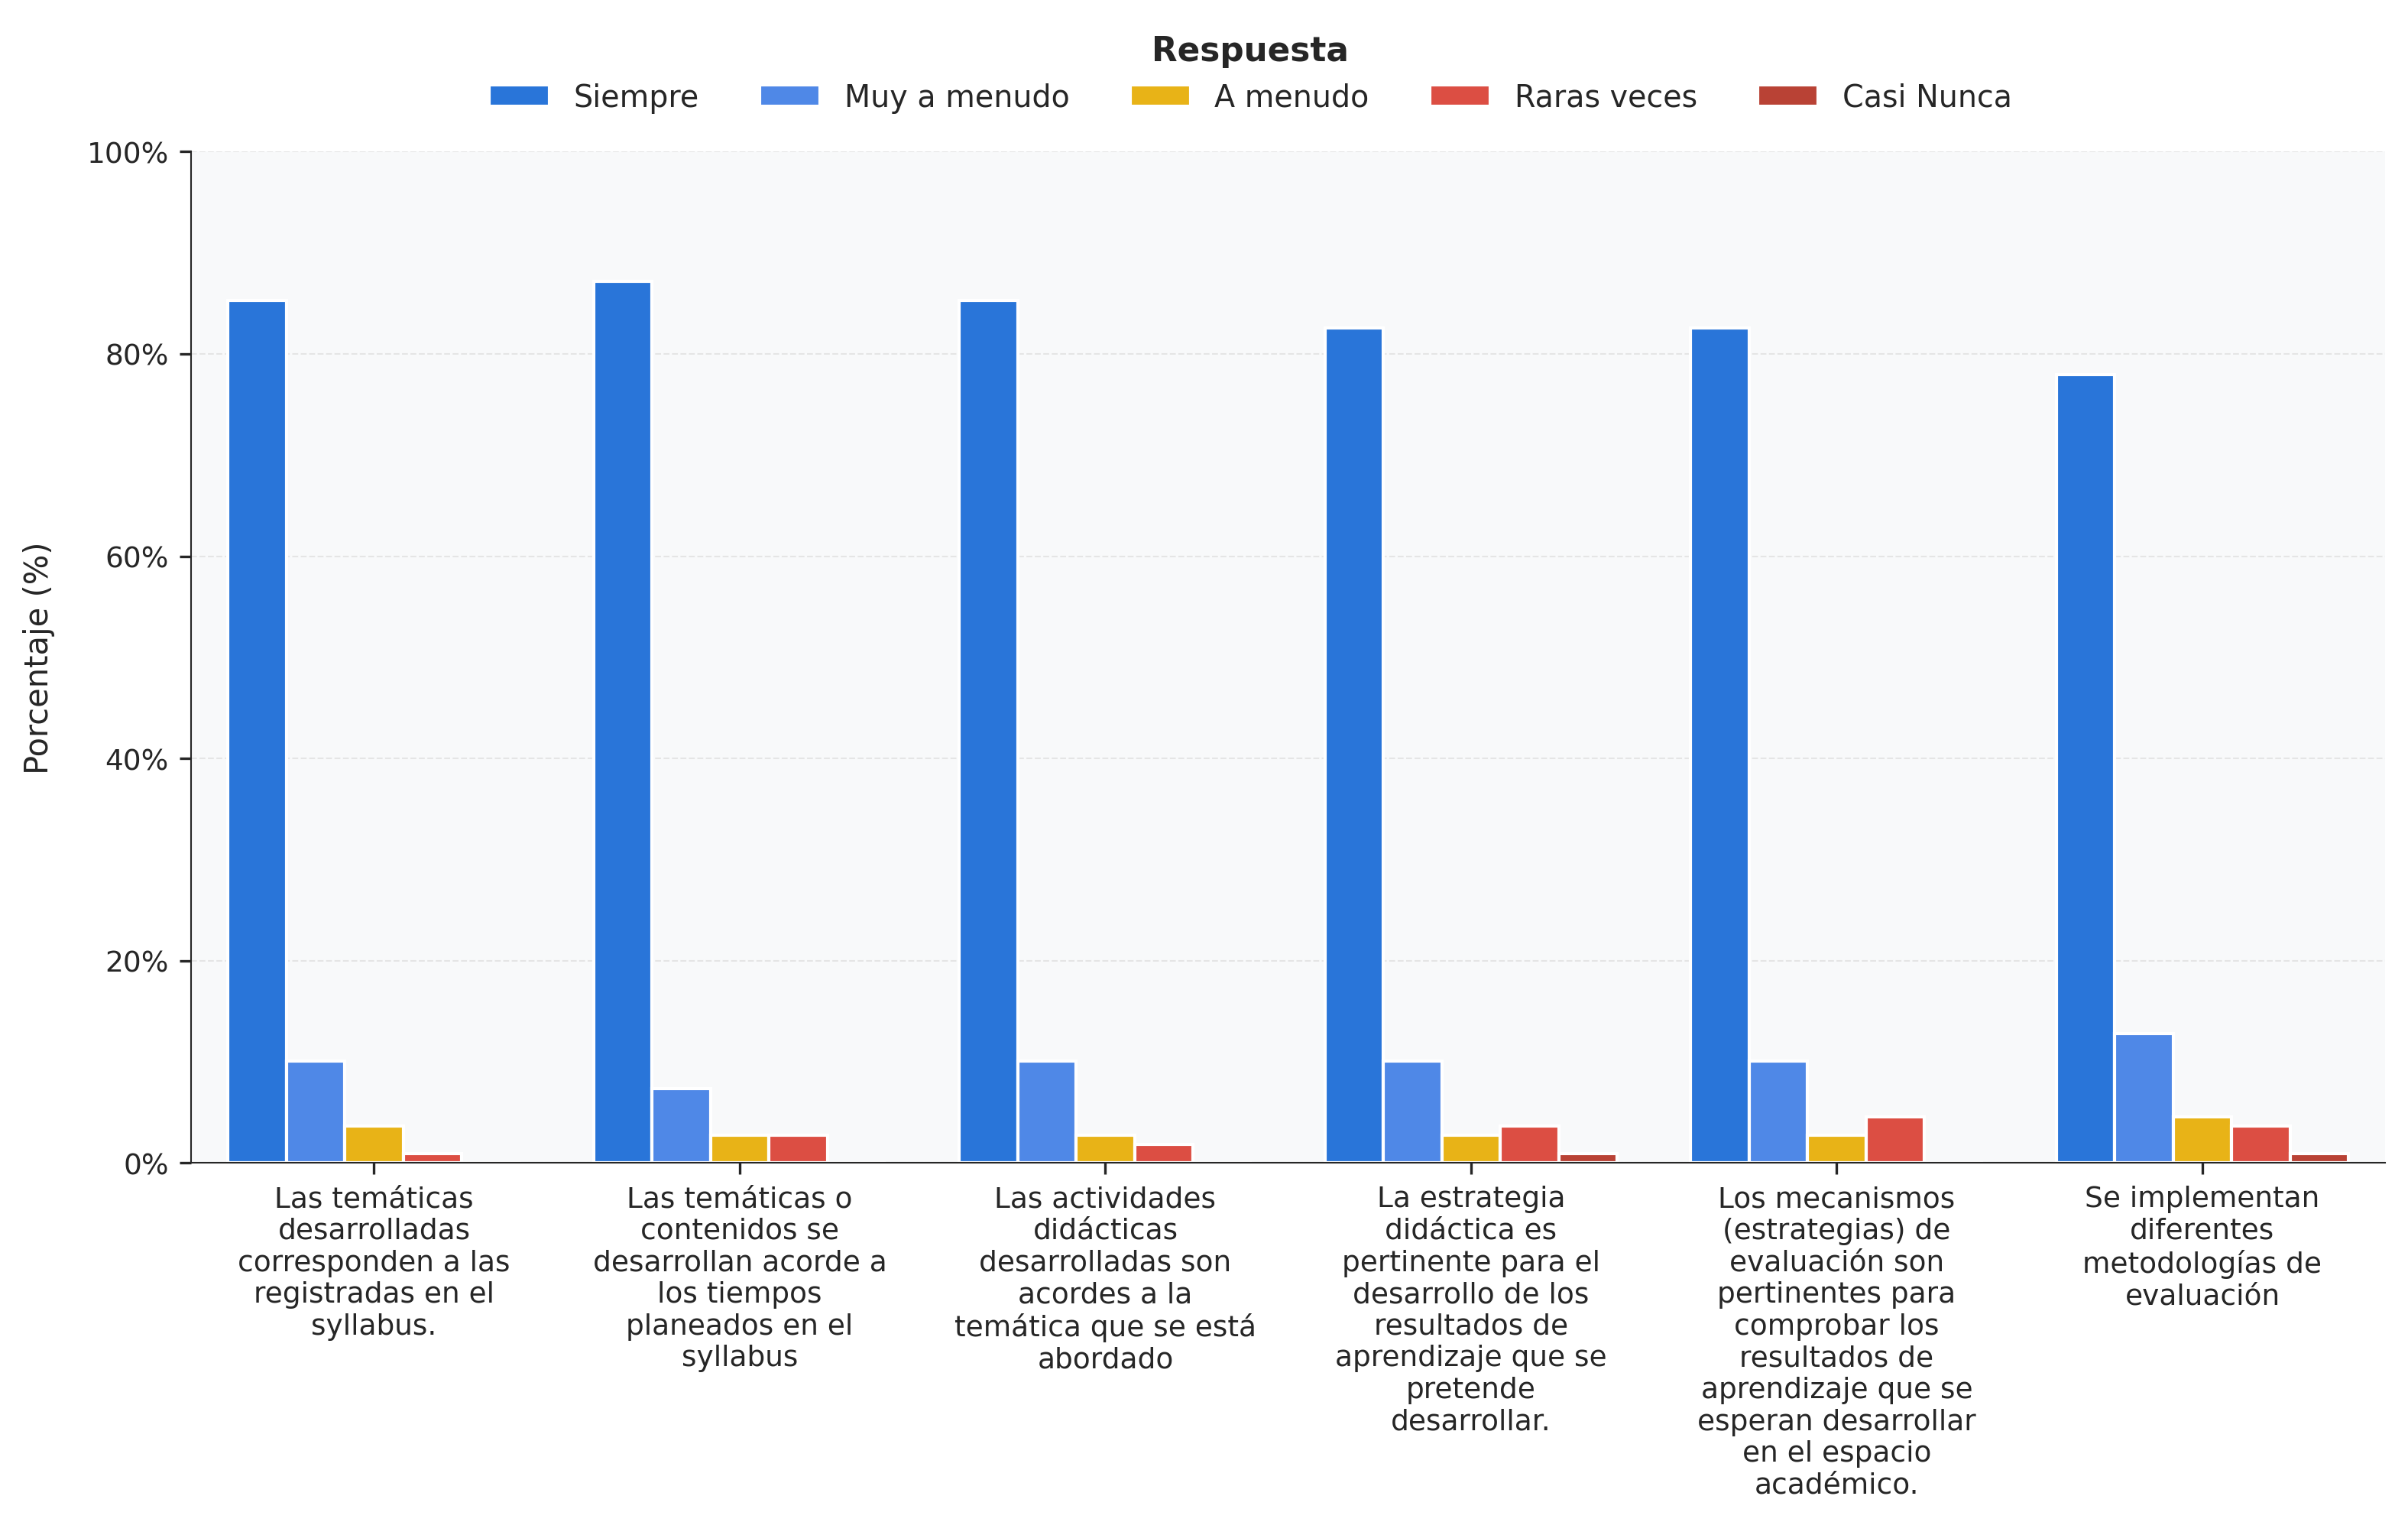 Respuesta
Siempre Muy a menudo A menudo Raras veces Casi Nunca
Porcentaje (%)
100%
80%
60%
40%
20%
0%
Las temáticas
desarrolladas
corresponden a las
registradas en el
syllabus.
Las temáticas o
contenidos se
desarrollan acorde a
los tiempos
planeados en el
syllabus
Las actividades
didácticas
desarrolladas son
acordes a la
temática que se está
abordado
La estrategia
didáctica es
pertinente para el
desarrollo de los
resultados de
aprendizaje que se
pretende
desarrollar.
Los mecanismos
(estrategias) de
evaluación son
pertinentes para
comprobar los
resultados de
aprendizaje que se
esperan desarrollar
en el espacio
académico.
Se implementan
diferentes
metodologías de
evaluación